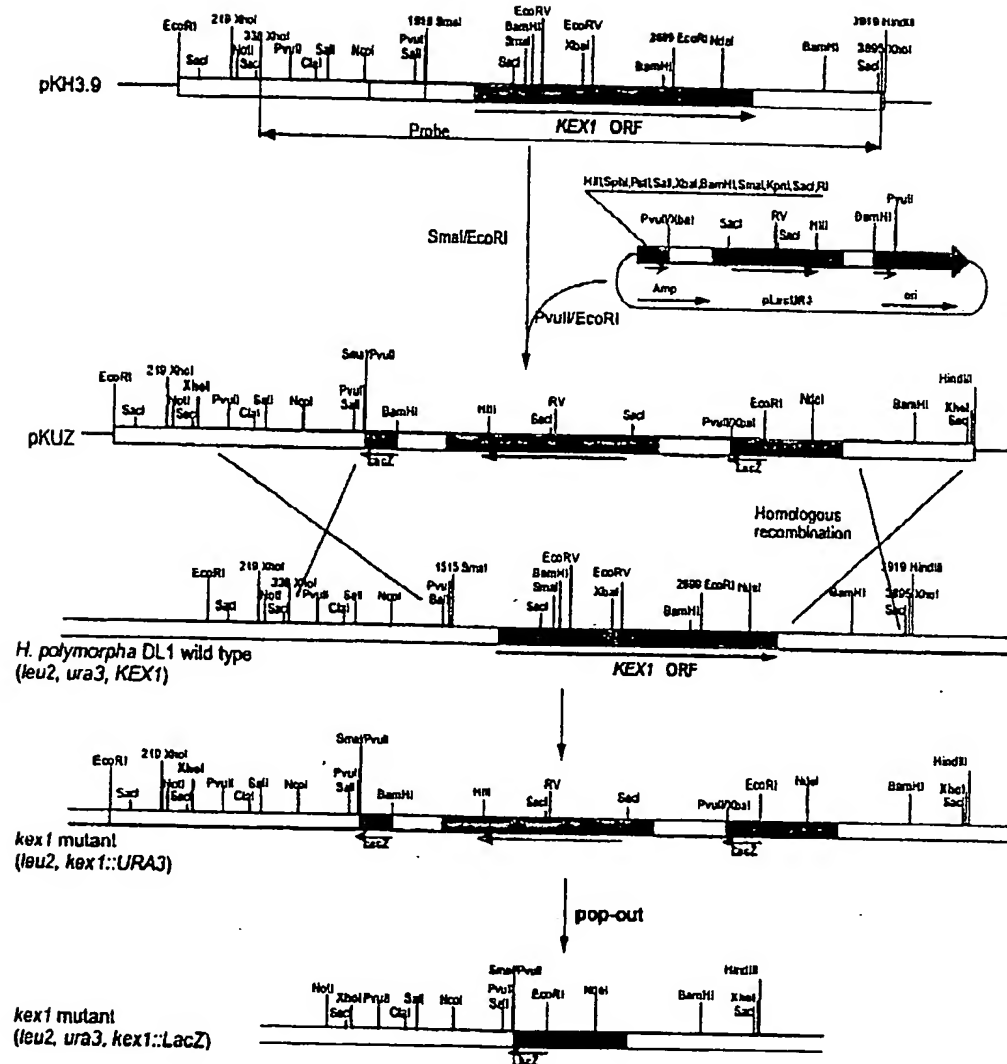 EcoRI
219 XhoI
NotI
338 XhoI
SacI
SacI
PvuII
ClaI
SalI
NcoI
PvuII
SalI
1515 SmaI
SacI
SmaI
BamHI
EcoRV
XbaI
EcoRV
BamHI
2689 EcoRI
NdeI
BamHI
SacI
3895 XhoI
3919 HindIII
pKH3.9
KEX1 ORF
Probe
HIII,SphI,PstI,SalI,XbaI,BamHI,SmaI,KpnI,SacI,RI
SmaI/EcoRI
PvuII/XbaI
SacI
RV
SacI
HIII
BamHI
PvuII
Amp
pLacUR3
ori
PvuII/EcoRI
EcoRI
SacI
219 XhoI
NotI
SacI
XhoI
PvuII
ClaI
SalI
NcoI
PvuII
SalI
SmaI/PvuII
BamHI
HIII
RV
SacI
SacI
PvuII/XbaI
EcoRI
NdeI
BamHI
HindIII
XhoI
SacI
pKUZ
LacZ
LacZ
Homologous
recombination
EcoRI
SacI
219 XhoI
NotI
SacI
338 XhoI
PvuII
ClaI
SalI
NcoI
1515 SmaI
SacI
SmaI
BamHI
EcoRV
XbaI
EcoRV
BamHI
2689 EcoRI
NdeI
BamHI
SacI
3895 XhoI
H. polymorpha DL1 wild type
(leu2, ura3, KEX1)
KEX1 ORF
EcoRI
SacI
219 XhoI
NotI
SacI
XhoI
PvuII
ClaI
SalI
NcoI
PvuII
SalI
SmaI/PvuII
BamHI
HIII
RV
SacI
SacI
PvuII/XbaI
EcoRI
NdeI
BamHI
HindIII
XhoI
SacI
kex1 mutant
(leu2, kex1::URA3)
LacZ
LacZ
pop-out
NotI
SacI
XhoI
PvuII
ClaI
SalI
NcoI
PvuII
SalI
SmaI/PvuII
EcoRI
NdeI
BamHI
HindIII
XhoI
SacI
kex1 mutant
(leu2, ura3, kex1::LacZ)
LacZ